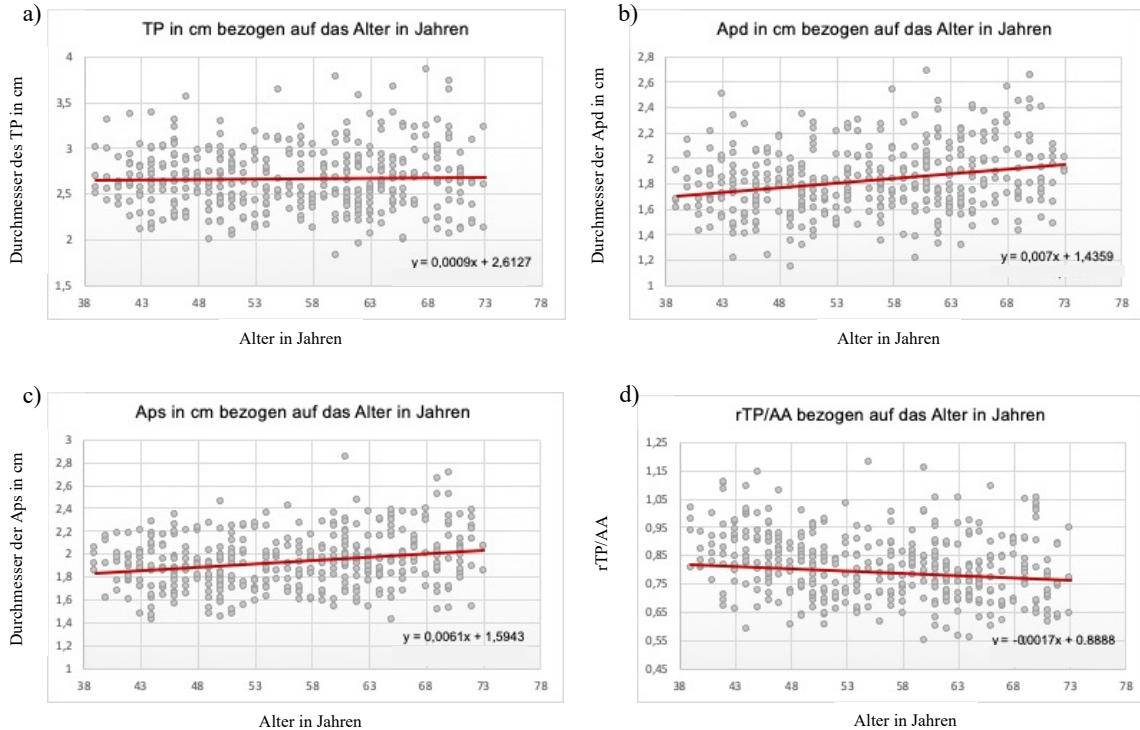 a)
TP in cm bezogen auf das Alter in Jahren
Durchmesser des TP in cm
4
3,5
3
2,5
2
1,5
38 43 48 53 58 63 68 73 78
y = 0,0009x + 2,6127
Alter in Jahren
b)
Apd in cm bezogen auf das Alter in Jahren
Durchmesser der Apd in cm
2,8
2,6
2,4
2,2
2
1,8
1,6
1,4
1,2
1
38 43 48 53 58 63 68 73 78
y = 0,007x + 1,4359
Alter in Jahren
c)
Aps in cm bezogen auf das Alter in Jahren
Durchmesser der Aps in cm
3
2,8
2,6
2,4
2,2
2
1,8
1,6
1,4
1,2
1
38 43 48 53 58 63 68 73 78
y = 0,0061x + 1,5943
Alter in Jahren
d)
rTP/AA bezogen auf das Alter in Jahren
rTP/AA
1,25
1,15
1,05
0,95
0,85
0,75
0,65
0,55
0,45
38 43 48 53 58 63 68 73 78
y = -0,0017x + 0.8888
Alter in Jahren